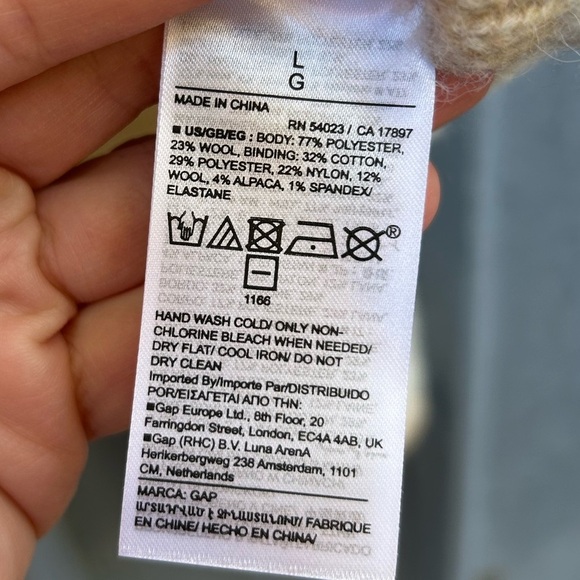 L
G
MADE IN CHINA
RN 54023 / CA 17897
■ US/GB/EG : BODY: 77% POLYESTER,
23% WOOL, BINDING: 32% COTTON,
29% POLYESTER, 22% NYLON, 12%
WOOL, 4% ALPACA, 1% SPANDEX/
ELASTANE
®
1166
HAND WASH COLD/ ONLY NON-
CHLORINE BLEACH WHEN NEEDED/
DRY FLAT/ COOL IRON/ DO NOT
DRY CLEAN
Imported By/Importe Par/DISTRIBUIDO
POR/ΕΙΣΑΓΕΤΑΙ ΑΠΟ ΤΗΝ:
■Gap Europe Ltd., 8th Floor, 20
Farringdon Street, London, EC4A 4AB, UK
■Gap (RHC) B.V. Luna ArenA
Herikerbergweg 238 Amsterdam, 1101
CM, Netherlands
MARCA: GAP
ԱՐՏԱԴՐՎԱԾ Է ՉԻՆԱՍՏԱՆՈՒՄ/ FABRIQUE
EN CHINE/ HECHO EN CHINA/